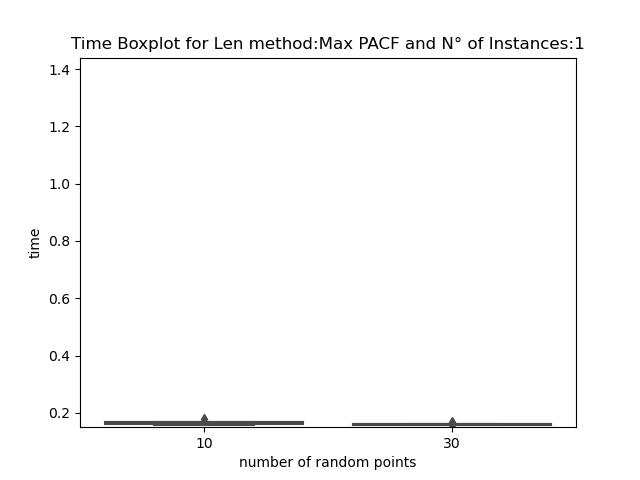 Time Boxplot for Len method:Max PACF and N° of Instances:1
1.4
1.2
1.0
0.8
0.6
0.4
0.2
time
10 30
number of random points